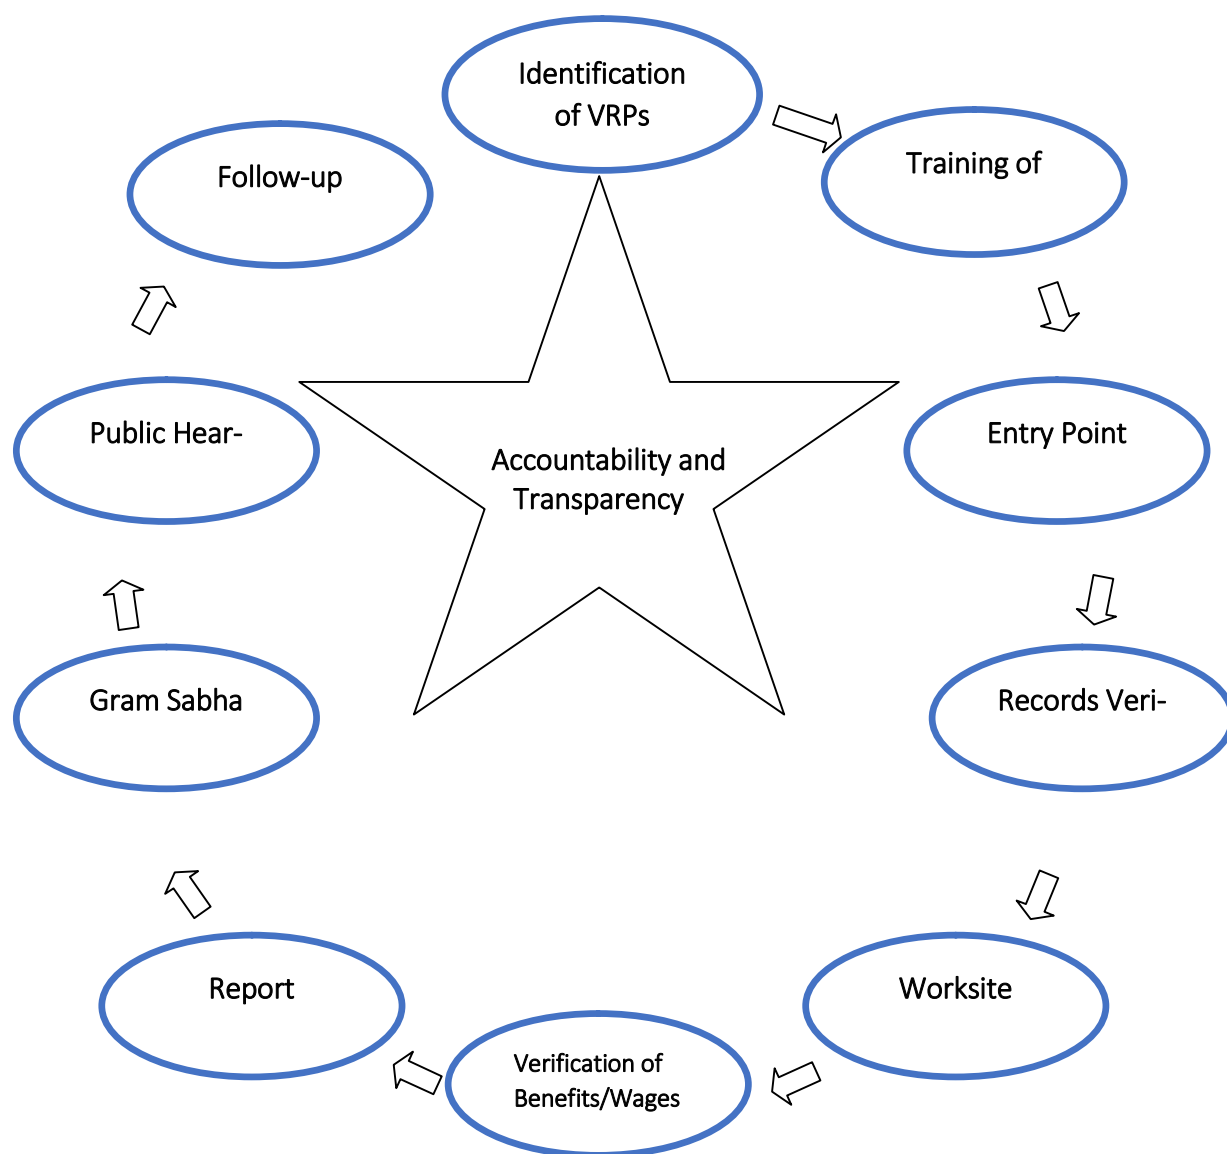 Identification
of VRPs
Training of
Entry Point
Records Veri-
Worksite
Verification of
Benefits/Wages
Report
Gram Sabha
Public Hear-
Follow-up
Accountability and
Transparency